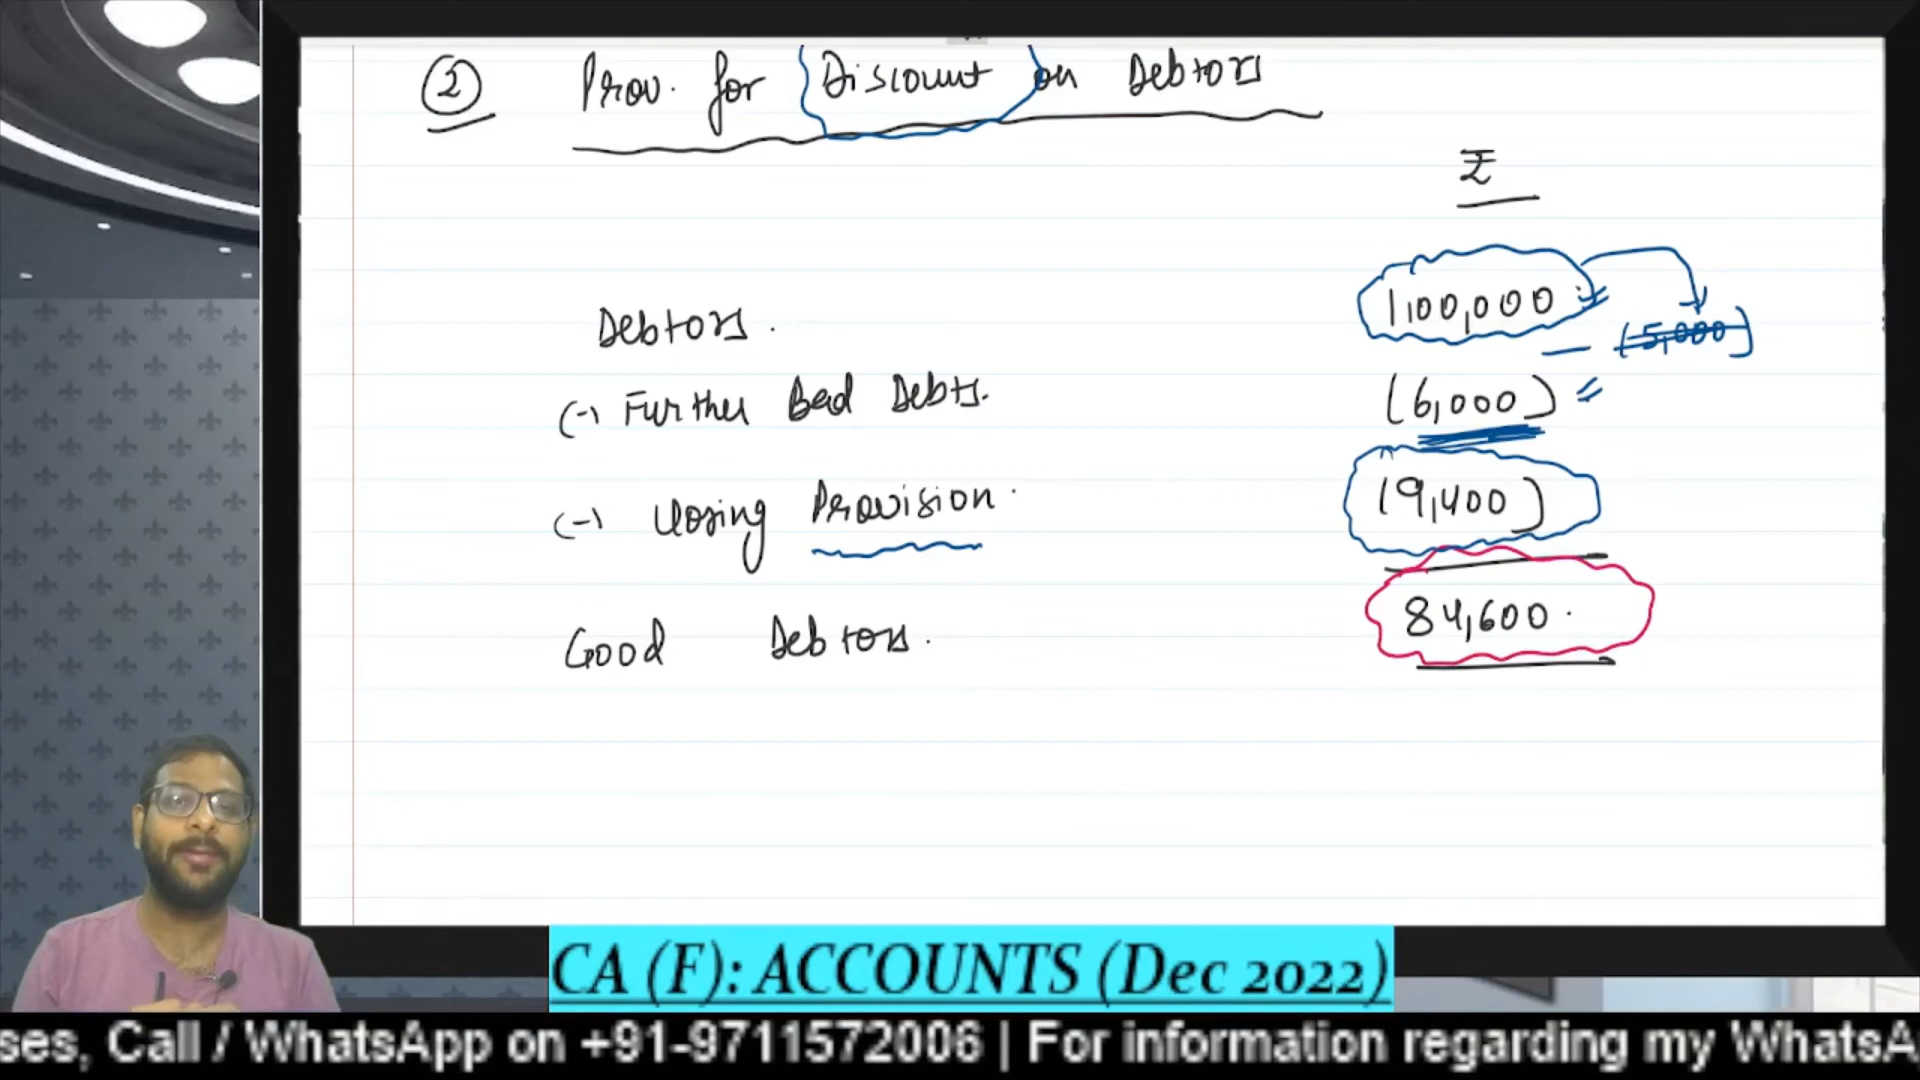 ② Prov. for Discount on Debtors
₹
Debtors. 1,00,000
(5,000)
(-) Further Bad Debts. (6,000)
(-) Closing Provision. (9,400)
Good Debtors. 84,600
CA (F): ACCOUNTS (Dec 2022)
ses, Call / WhatsApp on +91-9711572006 | For information regarding my WhatsA